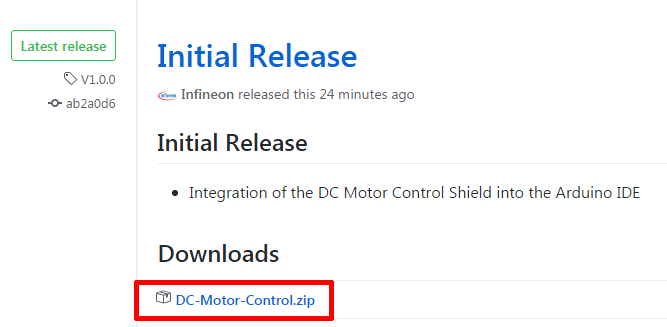 Latest release
V1.0.0
ab2a0d6
Initial Release
Infineon
Infineon released this 24 minutes ago
Initial Release
Integration of the DC Motor Control Shield into the Arduino IDE
Downloads
DC-Motor-Control.zip